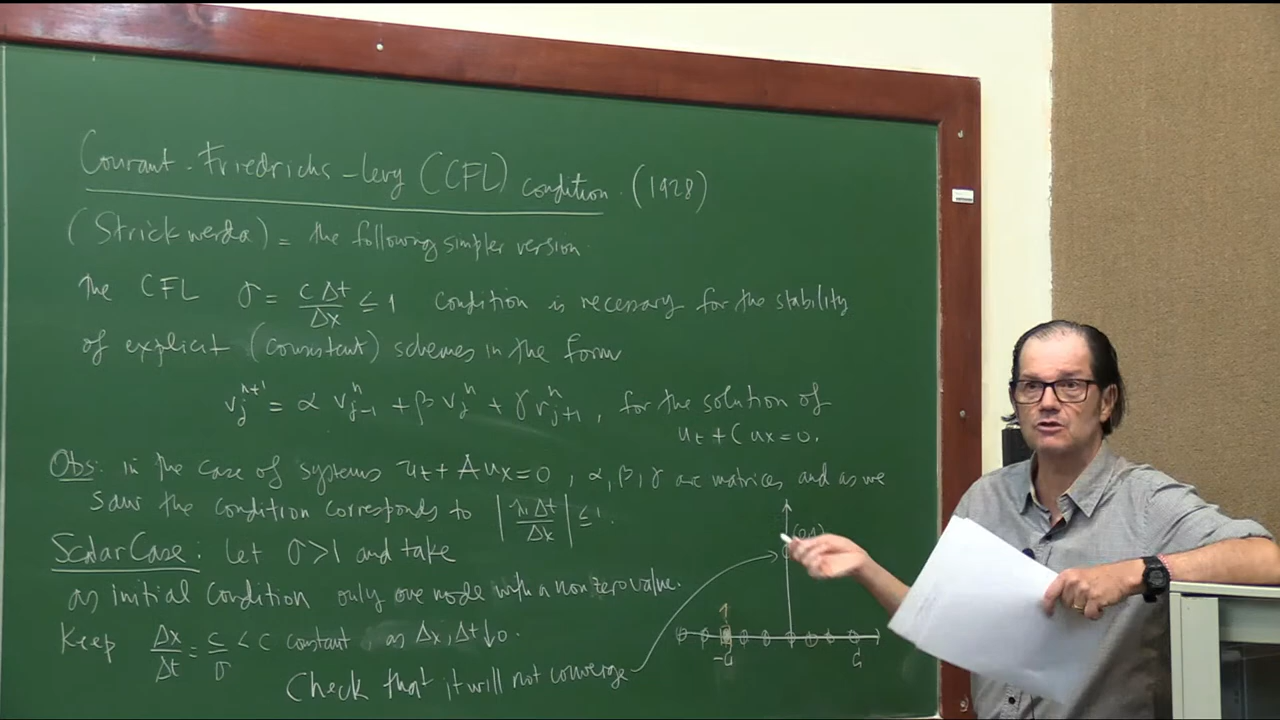 Courant-Friedrichs-Levy (CFL) condition. (1928)
(Strickwerda) = the following simpler version.
The CFL σ = cΔt/Δx ≤ 1 condition is necessary for the stability
of explicit (consistent) schemes in the form
v_j^{n+1} = α v_{j-1}^n + β v_j^n + γ v_{j+1}^n, for the solution of
u_t + C u_x = 0.
Obs: in the case of systems u_t + A u_x = 0, α, β, γ are matrices and as we
saw the condition corresponds to |λ_i Δt/Δx| ≤ 1.
Scalar Case: Let σ > 1 and take
as initial condition only one node with a non zero value.
Keep Δx/Δt = c/σ < c constant as Δx, Δt ↓ 0.
Check that it will not converge
1